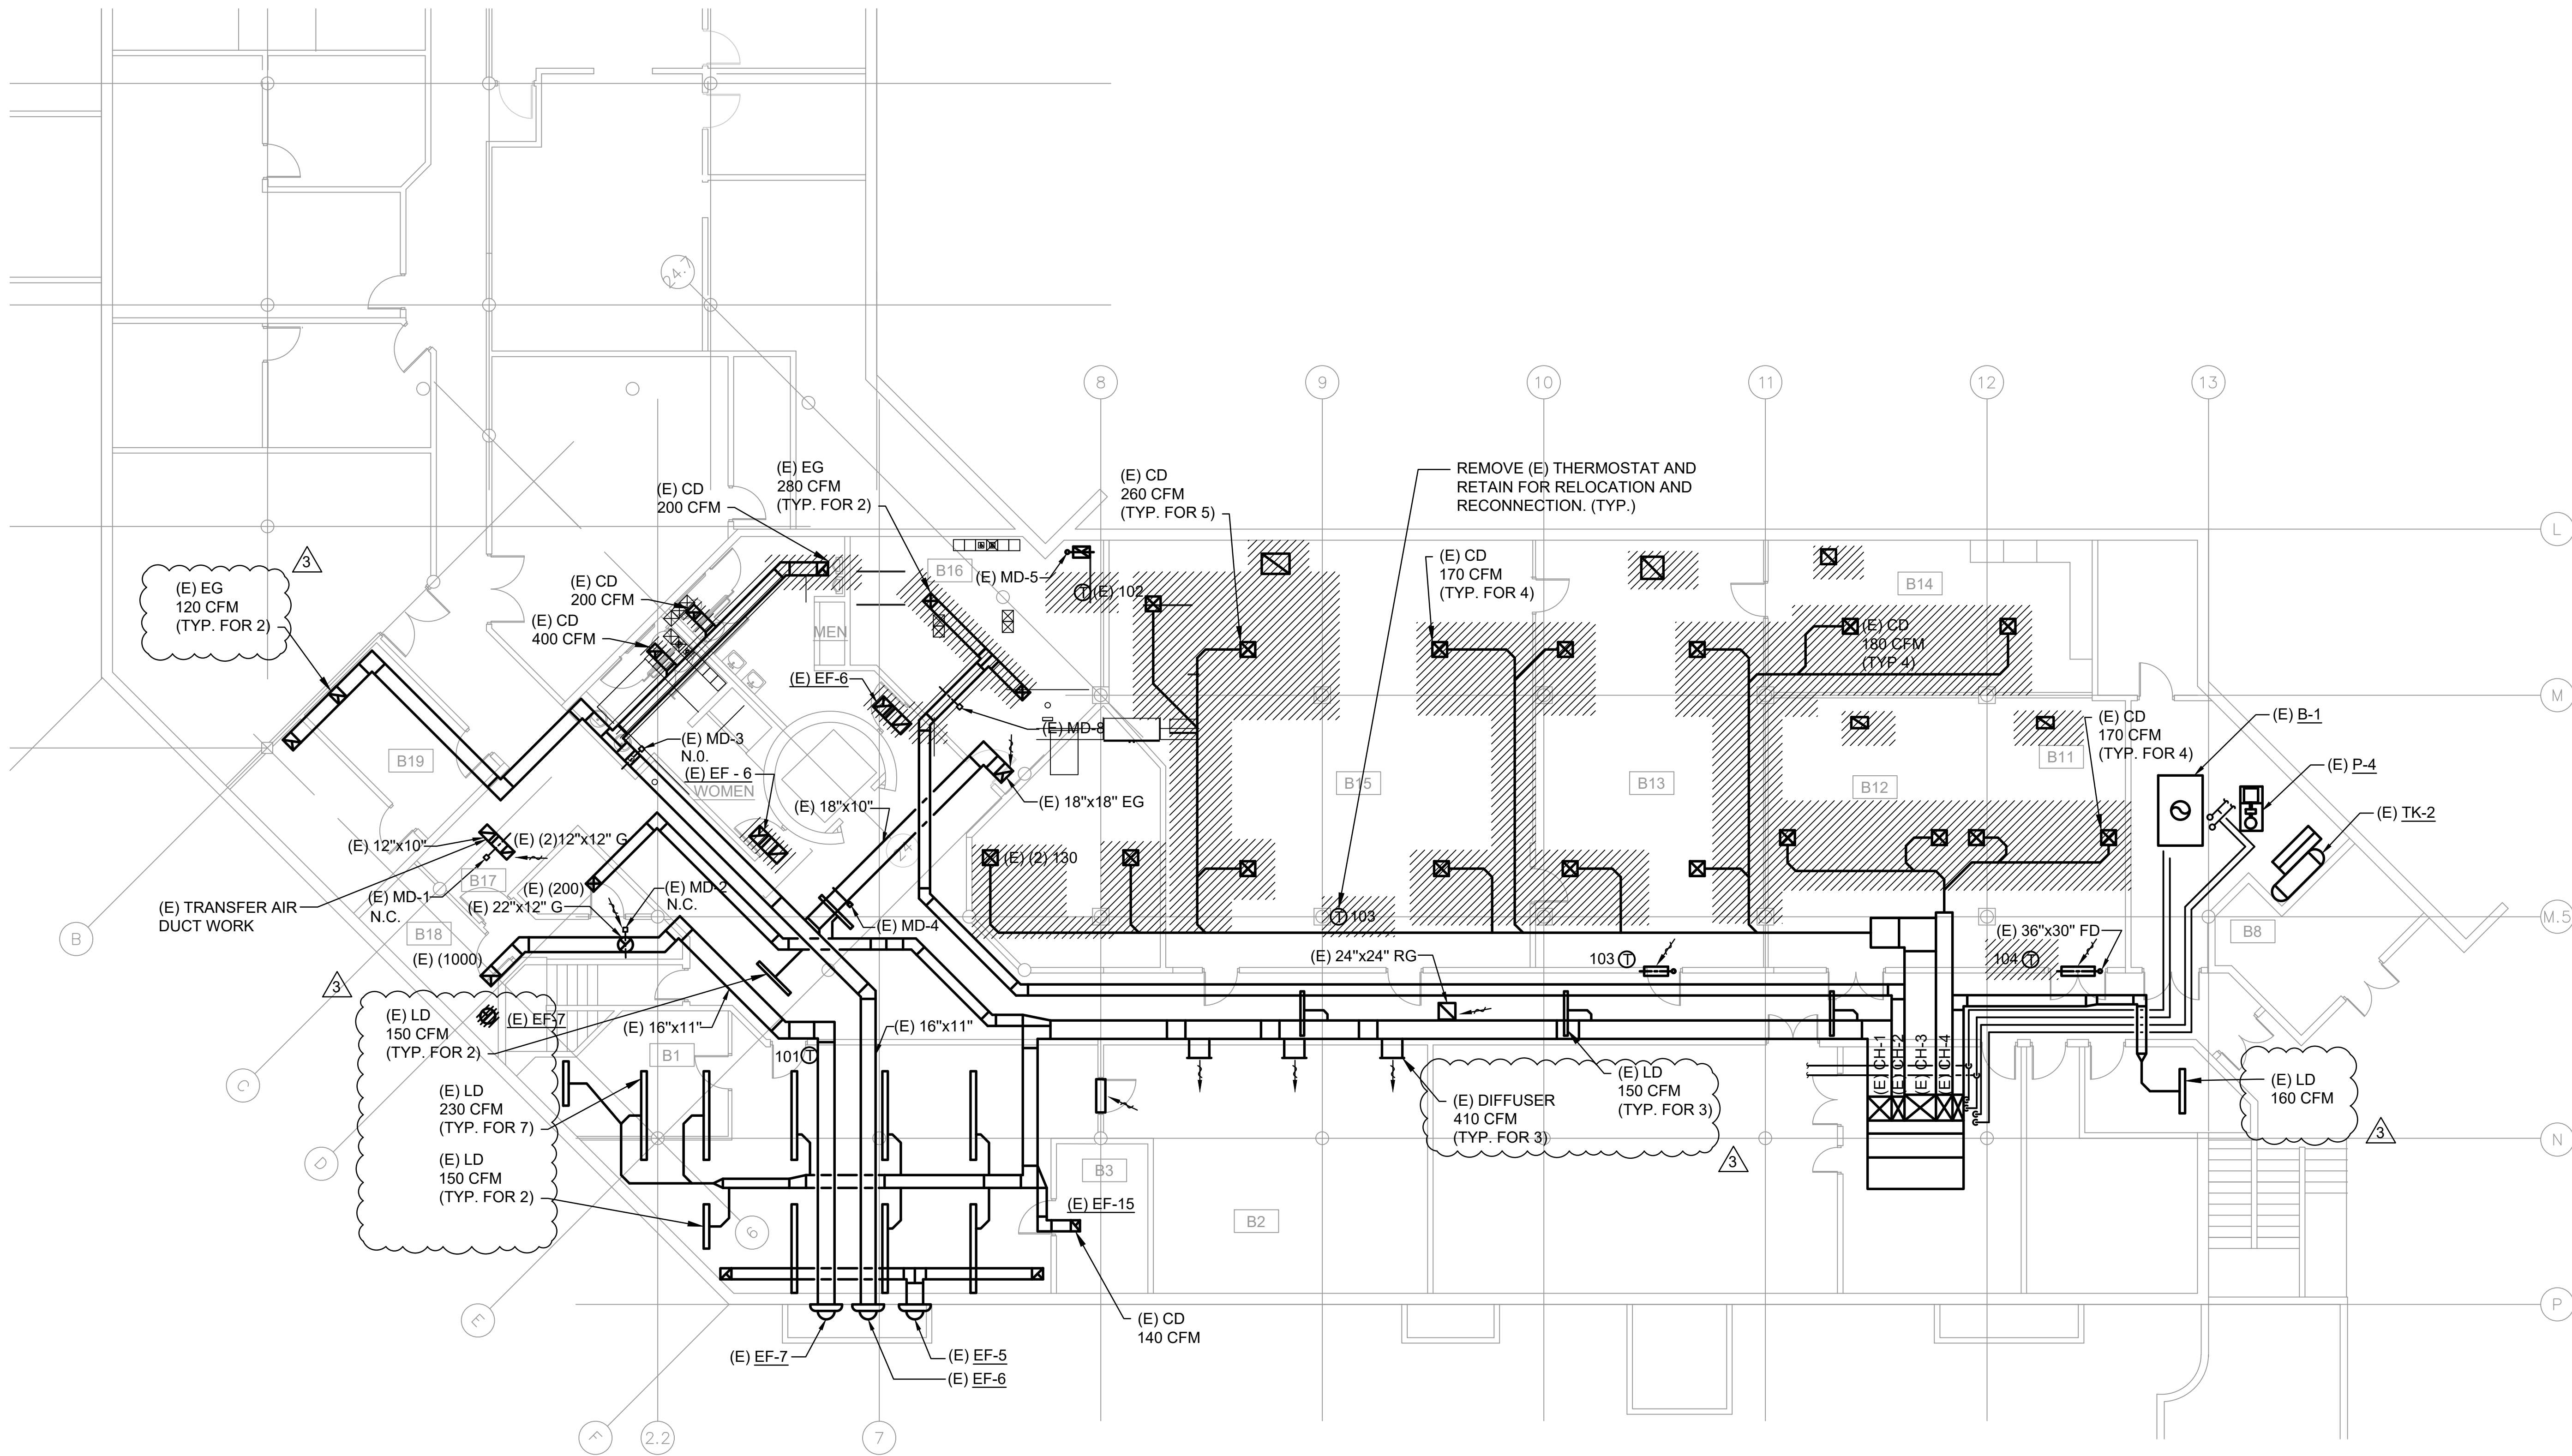 24.7
8
9
10
11
12
13
(E) EG
280 CFM
(TYP. FOR 2)
(E) CD
200 CFM
(E) CD
260 CFM
(TYP. FOR 5)
REMOVE (E) THERMOSTAT AND
RETAIN FOR RELOCATION AND
RECONNECTION. (TYP.)
L
3
(E) EG
120 CFM
(TYP. FOR 2)
(E) CD
200 CFM
(E) CD
400 CFM
MEN
B16
(E) MD-5
T (E) 102
(E) CD
170 CFM
(TYP. FOR 4)
B14
(E) CD
180 CFM
(TYP 4)
(E) EF-6
M
(E) MD-8
(E) MD-3
N.O.
(E) EF - 6
WOMEN
B19
(E) 18"x10"
(E) 18"x18" EG
B15
B13
B12
B11
(E) CD
170 CFM
(TYP. FOR 4)
(E) B-1
(E) P-4
(E) TK-2
(E) 12"x10"
(E) (2)12"x12" G
24
(E) (2) 130
B17
(E) MD-1
N.C.
(E) (200)
(E) 22"x12" G
(E) MD-2
N.C.
(E) TRANSFER AIR
DUCT WORK
B
B18
(E) (1000)
(E) MD-4
T 103
M.5
(E) 24"x24" RG
103 T
(E) 36"x30" FD
104 T
B8
3
(E) LD
150 CFM
(TYP. FOR 2)
(E) EF-7
(E) 16"x11"
(E) 16"x11"
B1
101 T
C
(E) CH-1
(E) CH-2
(E) CH-3
(E) CH-4
(E) LD
230 CFM
(TYP. FOR 7)
(E) DIFFUSER
410 CFM
(TYP. FOR 3)
(E) LD
150 CFM
(TYP. FOR 3)
3
(E) LD
160 CFM
3
N
D
(E) LD
150 CFM
(TYP. FOR 2)
B3
(E) EF-15
B2
6
E
P
(E) CD
140 CFM
(E) EF-7
(E) EF-5
(E) EF-6
F
2.2
7